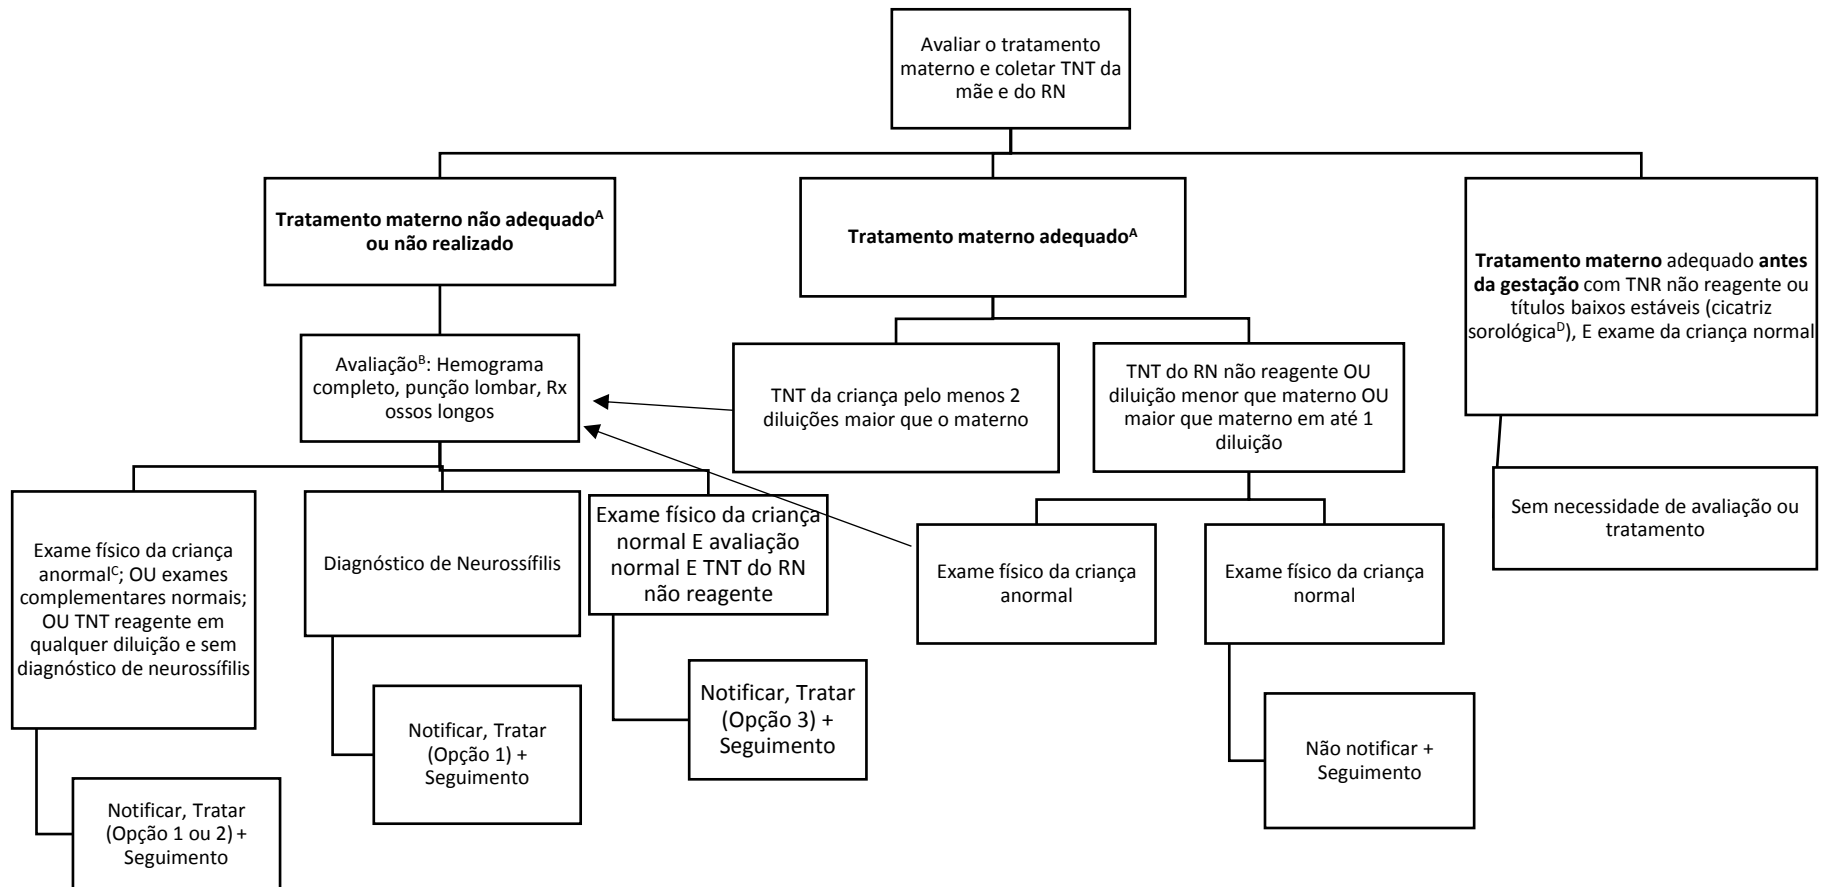 Avaliar o tratamento
materno e coletar TNT da
mãe e do RN
Tratamento materno não adequadoᴬ
ou não realizado
Tratamento materno adequadoᴬ
Tratamento materno adequado antes
da gestação com TNR não reagente ou
títulos baixos estáveis (cicatriz
sorológicaᴰ), E exame da criança normal
Avaliaçãoᴮ: Hemograma
completo, punção lombar, Rx
ossos longos
TNT da criança pelo menos 2
diluições maior que o materno
TNT do RN não reagente OU
diluição menor que materno OU
maior que materno em até 1
diluição
Sem necessidade de avaliação ou
tratamento
Exame físico da criança
anormalᶜ; OU exames
complementares normais;
OU TNT reagente em
qualquer diluição e sem
diagnóstico de neurossífilis
Diagnóstico de Neurossífilis
Exame físico da criança
normal E avaliação
normal E TNT do RN
não reagente
Exame físico da criança
anormal
Exame físico da criança
normal
Notificar, Tratar
(Opção 1 ou 2) +
Seguimento
Notificar, Tratar
(Opção 1) +
Seguimento
Notificar, Tratar
(Opção 3) +
Seguimento
Não notificar +
Seguimento